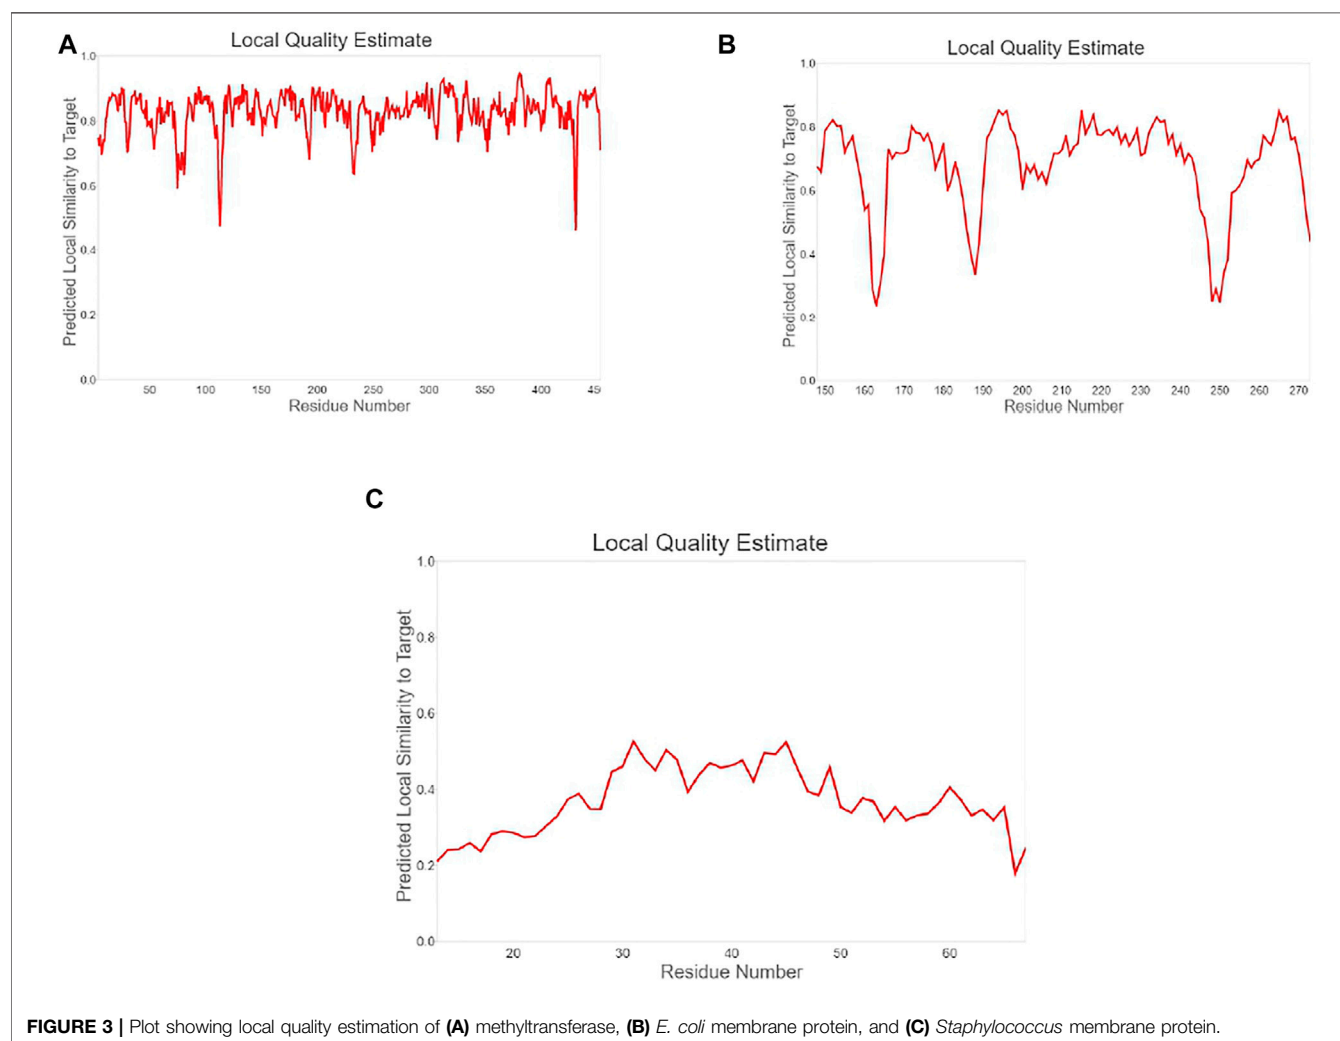 A
Local Quality Estimate
1.0
0.8
0.6
0.4
0.2
0.0
Predicted Local Similarity to Target
50 100 150 200 250 300 350 400 45
Residue Number
B
Local Quality Estimate
1.0
0.8
0.6
0.4
0.2
0.0
Predicted Local Similarity to Target
150 160 170 180 190 200 210 220 230 240 250 260 270
Residue Number
C
Local Quality Estimate
1.0
0.8
0.6
0.4
0.2
0.0
Predicted Local Similarity to Target
20 30 40 50 60
Residue Number
FIGURE 3 | Plot showing local quality estimation of (A) methyltransferase, (B) E. coli membrane protein, and (C) Staphylococcus membrane protein.